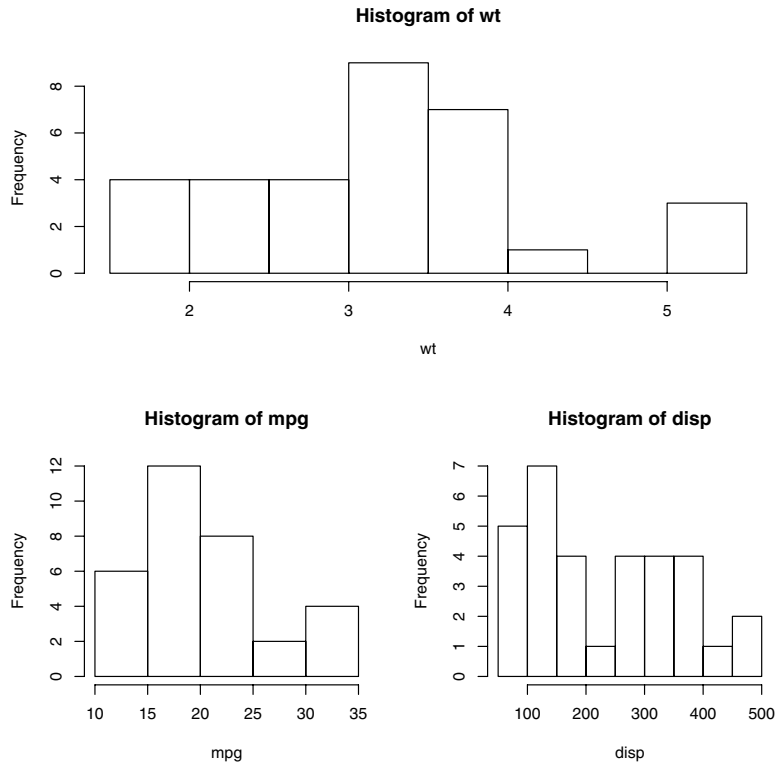 Histogram of wt
Frequency
8
6
4
2
0
2 3 4 5
wt
Histogram of mpg
Frequency
12
10
8
6
4
2
0
10 15 20 25 30 35
mpg
Histogram of disp
Frequency
7
6
5
4
3
2
1
0
100 200 300 400 500
disp